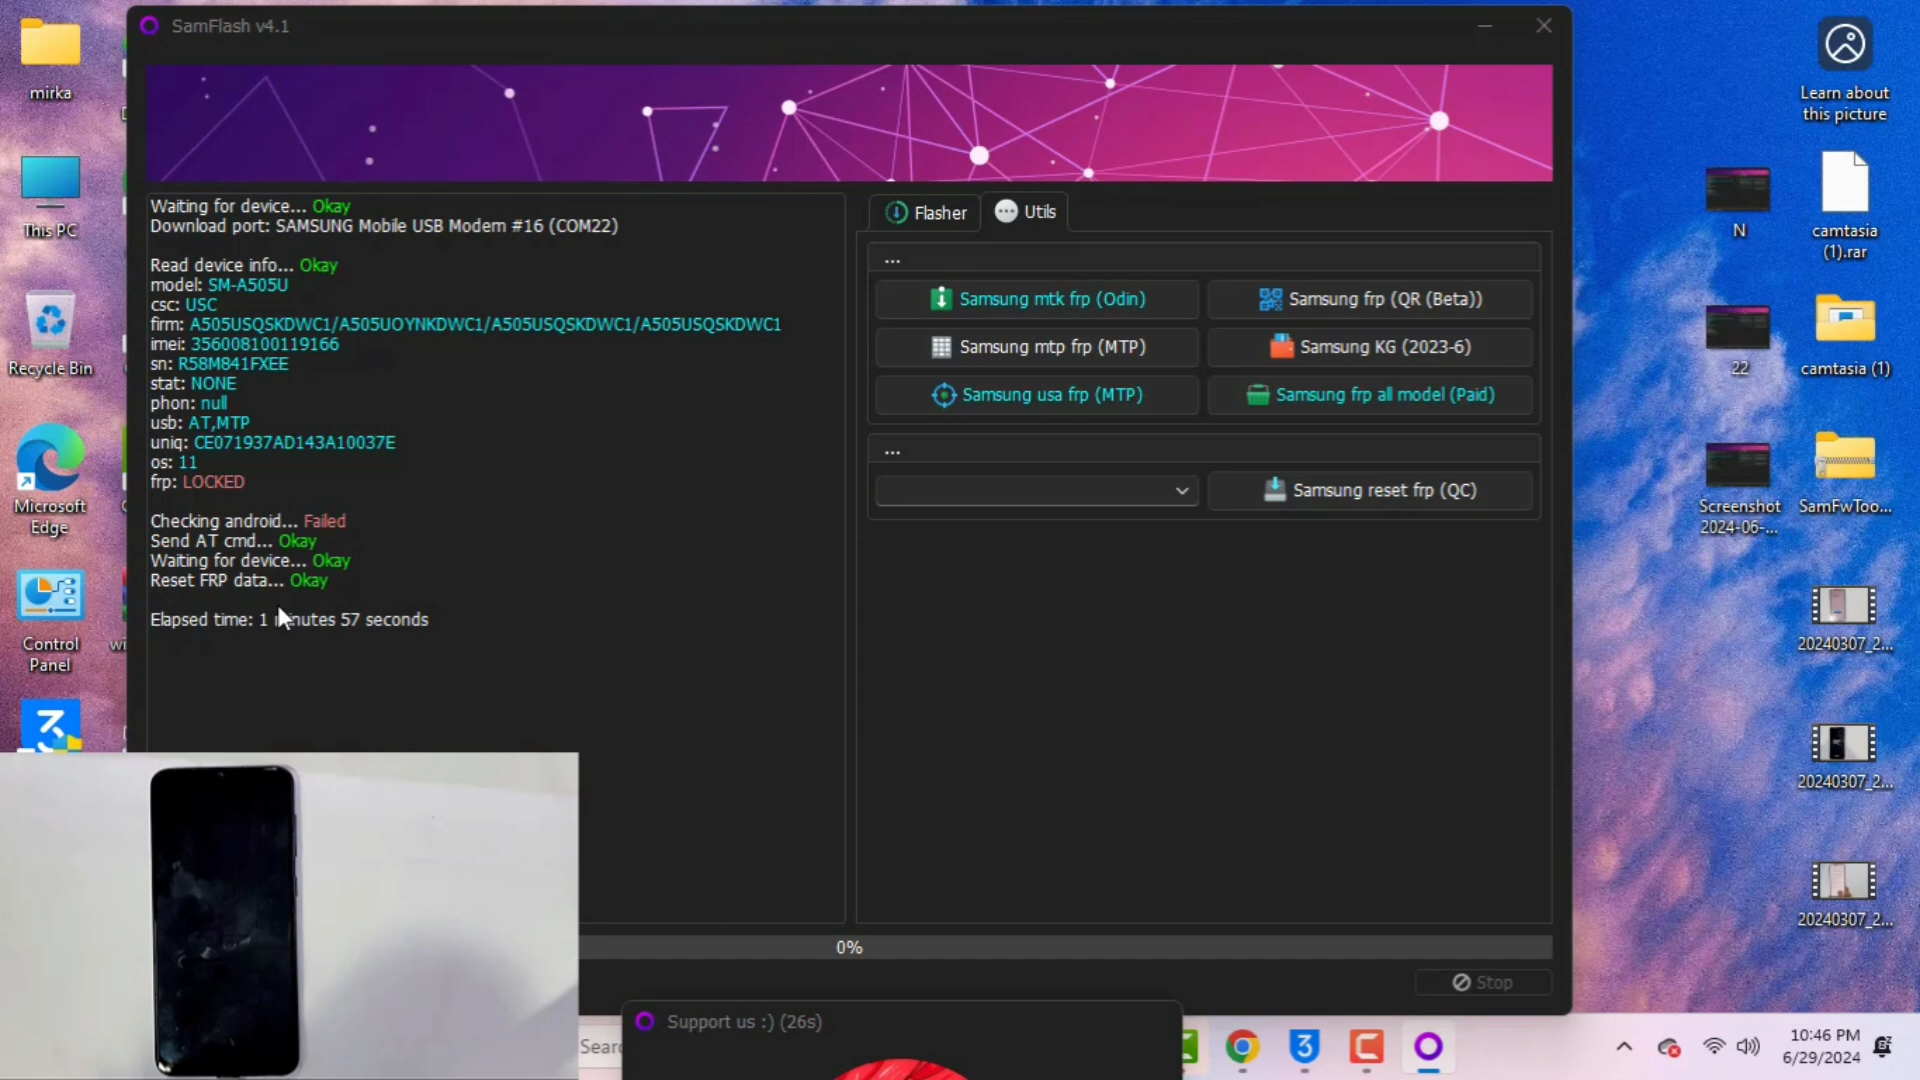 SamFlash v4.1
mirka
This PC
Recycle Bin
Microsoft
Edge
Control
Panel
Waiting for device... Okay
Download port: SAMSUNG Mobile USB Modem #16 (COM22)
Read device info... Okay
model: SM-A505U
csc: USC
firm: A505USQSKDWC1/A505UOYNKDWC1/A505USQSKDWC1/A505USQSKDWC1
imei: 356008100119166
sn: R58M841FXEE
stat: NONE
phon: null
usb: AT,MTP
uniq: CE071937AD143A10037E
os: 11
frp: LOCKED
Checking android... Failed
Send AT cmd... Okay
Waiting for device... Okay
Reset FRP data... Okay
Elapsed time: 1 minutes 57 seconds
Flasher
Utils
...
Samsung mtk frp (Odin)
Samsung frp (QR (Beta))
Samsung mtp frp (MTP)
Samsung KG (2023-6)
Samsung usa frp (MTP)
Samsung frp all model (Paid)
...
Samsung reset frp (QC)
0%
Stop
Support us :) (26s)
Learn about
this picture
N
camtasia
(1).rar
22
camtasia (1)
Screenshot
2024-06-...
SamFwToo...
20240307_2...
20240307_2...
20240307_2...
10:46 PM
6/29/2024